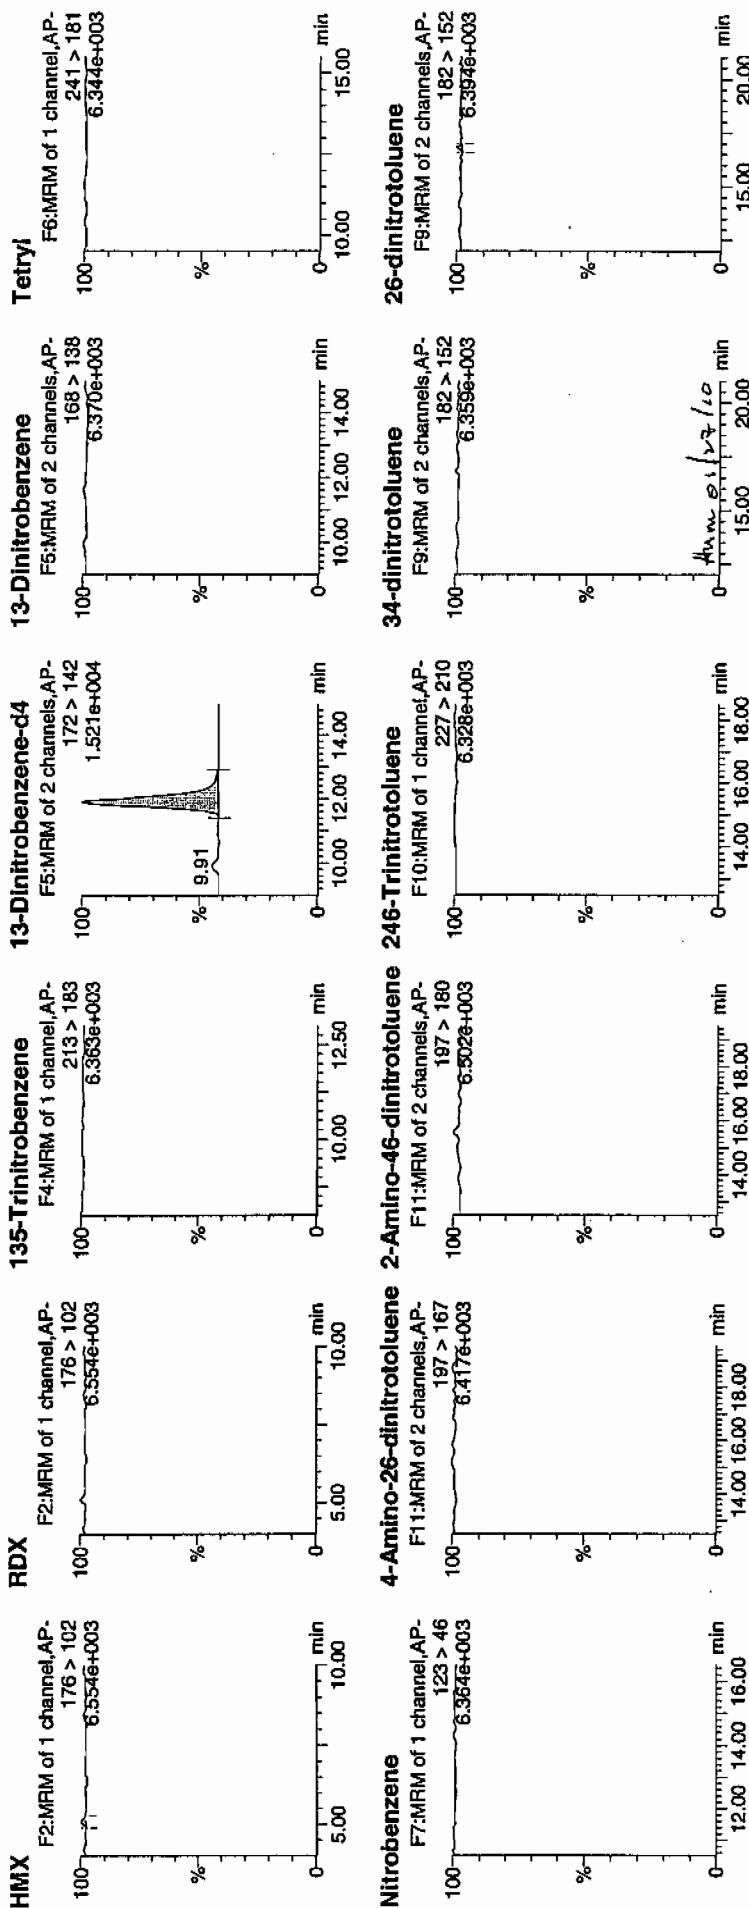 HMX
F2:MRM of 1 channel,AP-
176 > 102
6.554e+003
100
%
0
5.00 10.00 min
RDX
F2:MRM of 1 channel,AP-
176 > 102
6.554e+003
100
%
0
5.00 10.00 min
135-Trinitrobenzene
F4:MRM of 1 channel,AP-
213 > 183
6.363e+003
100
%
0
10.00 12.50 min
13-Dinitrobenzene-d4
F5:MRM of 2 channels,AP-
172 > 142
1.521e+004
100
9.91
%
0
10.00 12.00 14.00 min
13-Dinitrobenzene
F5:MRM of 2 channels,AP-
168 > 138
6.370e+003
100
%
0
10.00 12.00 14.00 min
Tetryl
F6:MRM of 1 channel,AP-
241 > 181
6.344e+003
100
%
0
10.00 15.00 min
Nitrobenzene
F7:MRM of 1 channel,AP-
123 > 46
6.364e+003
100
%
0
12.00 14.00 16.00 min
4-Amino-26-dinitrotoluene
F11:MRM of 2 channels,AP-
197 > 167
6.417e+003
100
%
0
14.00 16.00 18.00 min
2-Amino-46-dinitrotoluene
F11:MRM of 2 channels,AP-
197 > 180
6.502e+003
100
%
0
14.00 16.00 18.00 min
246-Trinitrotoluene
F10:MRM of 1 channel,AP-
227 > 210
6.328e+003
100
%
0
14.00 16.00 18.00 min
34-dinitrotoluene
F9:MRM of 2 channels,AP-
182 > 152
6.359e+003
100
%
0
15.00 20.00 min
26-dinitrotoluene
F9:MRM of 2 channels,AP-
182 > 152
6.394e+003
100
%
0
15.00 20.00 min